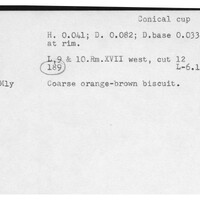 Conical cup
H. 0.041; D. 0.082; D.base 0.033
at rim.
L.9 & 10.Rm.XVII west, cut 12
189 L-6.1
Mly Coarse orange-brown biscuit.